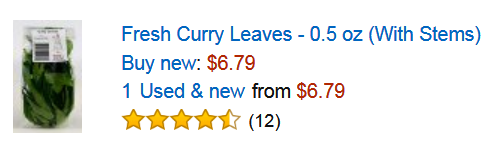 Fresh Curry Leaves - 0.5 oz (With Stems)
Buy new: $6.79
1 Used & new from $6.79
(12)